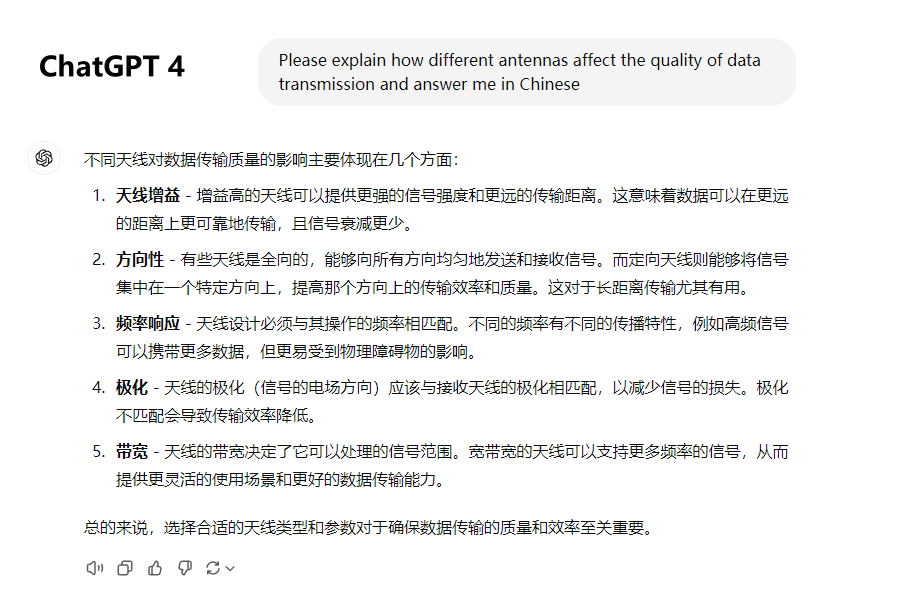 ChatGPT 4
Please explain how different antennas affect the quality of data
transmission and answer me in Chinese
不同天线对数据传输质量的影响主要体现在几个方面：
1. 天线增益 - 增益高的天线可以提供更强的信号强度和更远的传输距离。这意味着数据可以在更远
的距离上更可靠地传输，且信号衰减更少。
2. 方向性 - 有些天线是全向的，能够向所有方向均匀地发送和接收信号。而定向天线则能够将信号
集中在一个特定方向上，提高那个方向上的传输效率和质量。这对于长距离传输尤其有用。
3. 频率响应 - 天线设计必须与其操作的频率相匹配。不同的频率有不同的传播特性，例如高频信号
可以携带更多数据，但更易受到物理障碍物的影响。
4. 极化 - 天线的极化（信号的电场方向）应该与接收天线的极化相匹配，以减少信号的损失。极化
不匹配会导致传输效率降低。
5. 带宽 - 天线的带宽决定了它可以处理的信号范围。宽带宽的天线可以支持更多频率的信号，从而
提供更灵活的使用场景和更好的数据传输能力。
总的来说，选择合适的天线类型和参数对于确保数据传输的质量和效率至关重要。